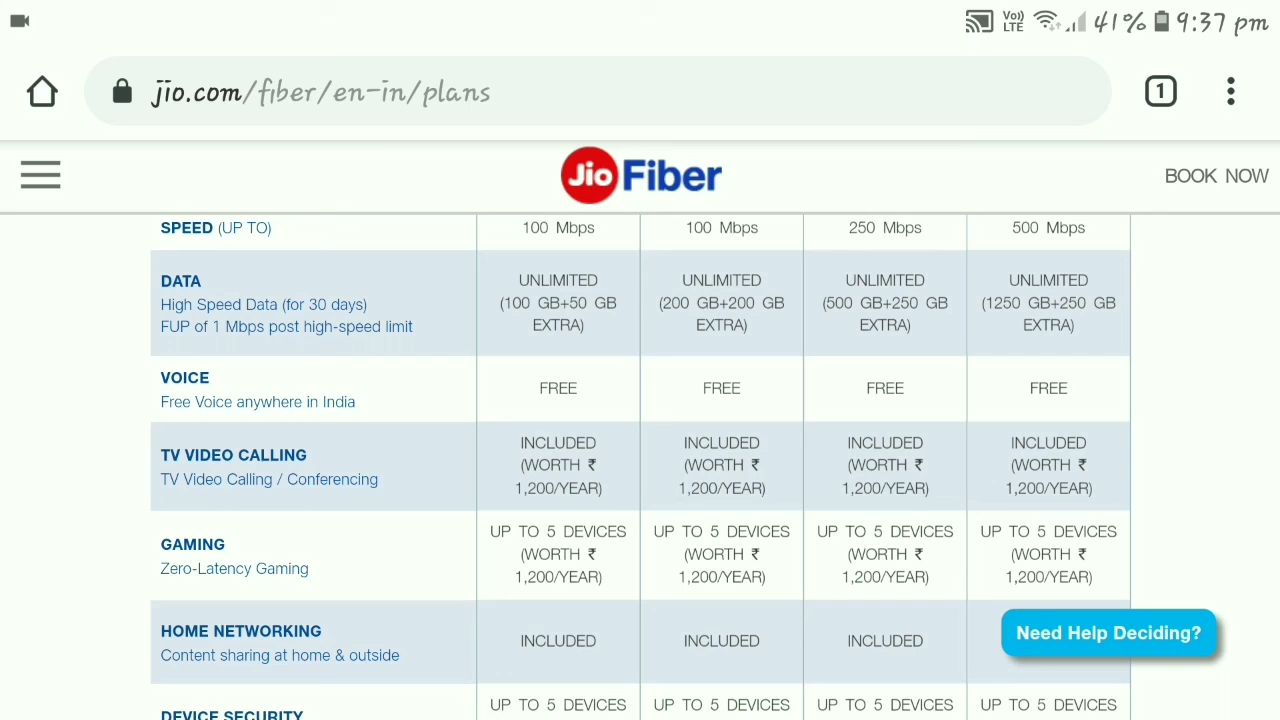 Vo)) LTE 41% 9:37 pm
jio.com/fiber/en-in/plans
1
Jio Fiber
BOOK NOW
SPEED (UP TO) 100 Mbps 100 Mbps 250 Mbps 500 Mbps
DATA
High Speed Data (for 30 days)
FUP of 1 Mbps post high-speed limit
UNLIMITED
(100 GB+50 GB
EXTRA)
UNLIMITED
(200 GB+200 GB
EXTRA)
UNLIMITED
(500 GB+250 GB
EXTRA)
UNLIMITED
(1250 GB+250 GB
EXTRA)
VOICE
Free Voice anywhere in India
FREE FREE FREE FREE
TV VIDEO CALLING
TV Video Calling / Conferencing
INCLUDED
(WORTH ₹
1,200/YEAR)
INCLUDED
(WORTH ₹
1,200/YEAR)
INCLUDED
(WORTH ₹
1,200/YEAR)
INCLUDED
(WORTH ₹
1,200/YEAR)
GAMING
Zero-Latency Gaming
UP TO 5 DEVICES
(WORTH ₹
1,200/YEAR)
UP TO 5 DEVICES
(WORTH ₹
1,200/YEAR)
UP TO 5 DEVICES
(WORTH ₹
1,200/YEAR)
UP TO 5 DEVICES
(WORTH ₹
1,200/YEAR)
HOME NETWORKING
Content sharing at home & outside
INCLUDED INCLUDED INCLUDED
Need Help Deciding?
DEVICE SECURITY
UP TO 5 DEVICES UP TO 5 DEVICES UP TO 5 DEVICES UP TO 5 DEVICES